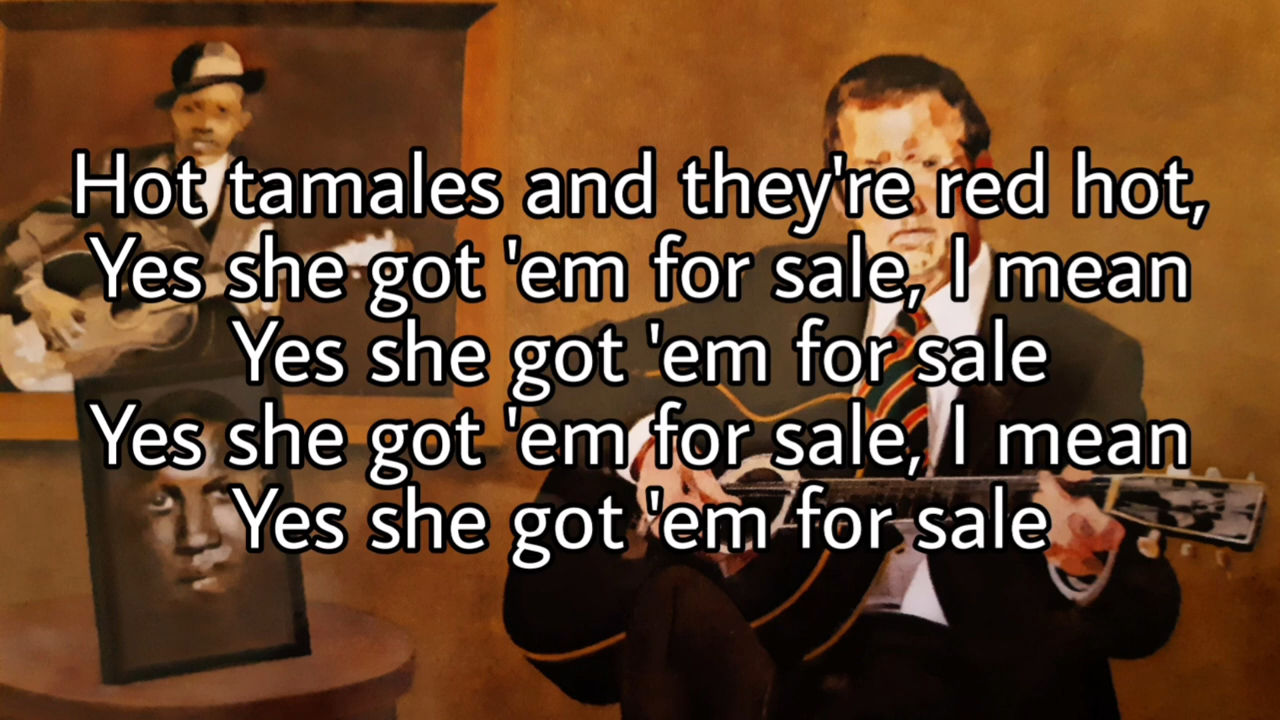 Hot tamales and they're red hot,
Yes she got 'em for sale, I mean
Yes she got 'em for sale
Yes she got 'em for sale, I mean
Yes she got 'em for sale